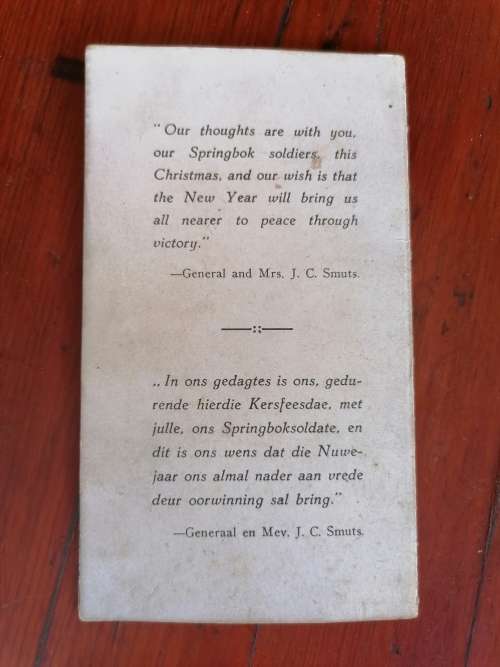 "Our thoughts are with you,
our Springbok soldiers, this
Christmas, and our wish is that
the New Year will bring us
all nearer to peace through
victory."
—General and Mrs. J. C. Smuts.
„In ons gedagtes is ons, gedu-
rende hierdie Kersfeesdae, met
julle, ons Springboksoldate, en
dit is ons wens dat die Nuwe-
jaar ons almal nader aan vrede
deur oorwinning sal bring."
—Generaal en Mev. J. C. Smuts.